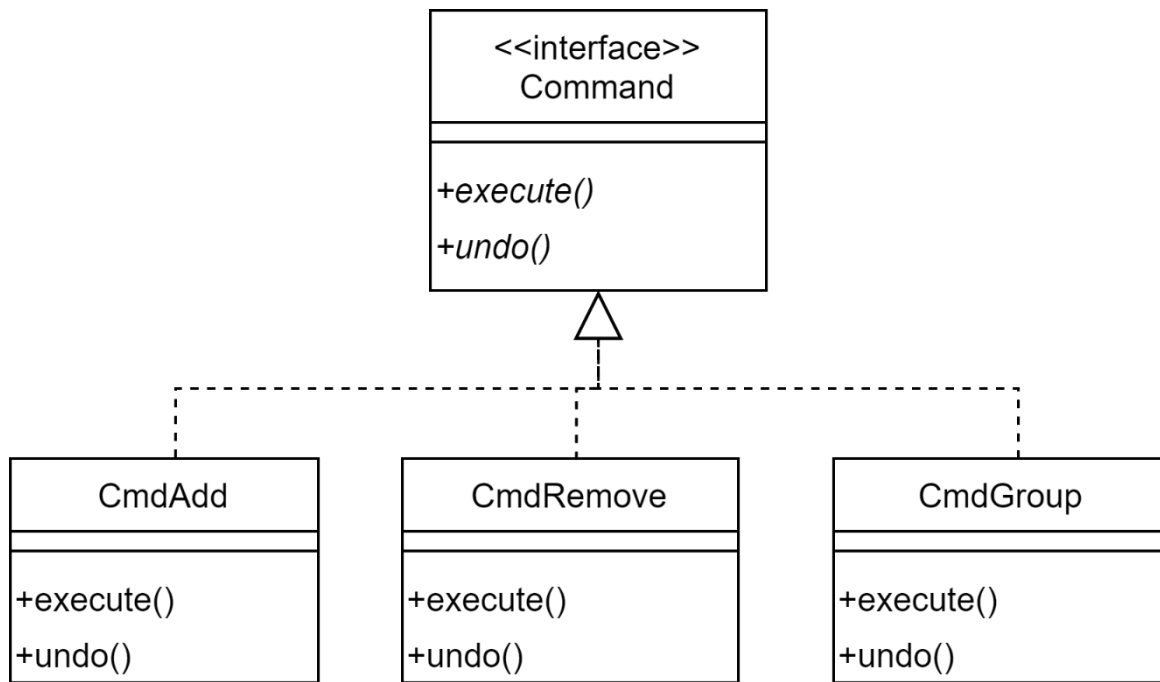 <<interface>>
Command
+execute()
+undo()
CmdAdd
+execute()
+undo()
CmdRemove
+execute()
+undo()
CmdGroup
+execute()
+undo()